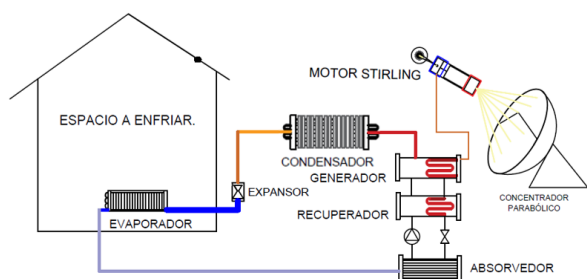 MOTOR STIRLING
ESPACIO A ENFRIAR.
CONDENSADOR
GENERADOR
EXPANSOR
RECUPERADOR
CONCENTRADOR
PARABÓLICO
EVAPORADOR
ABSORVEDOR